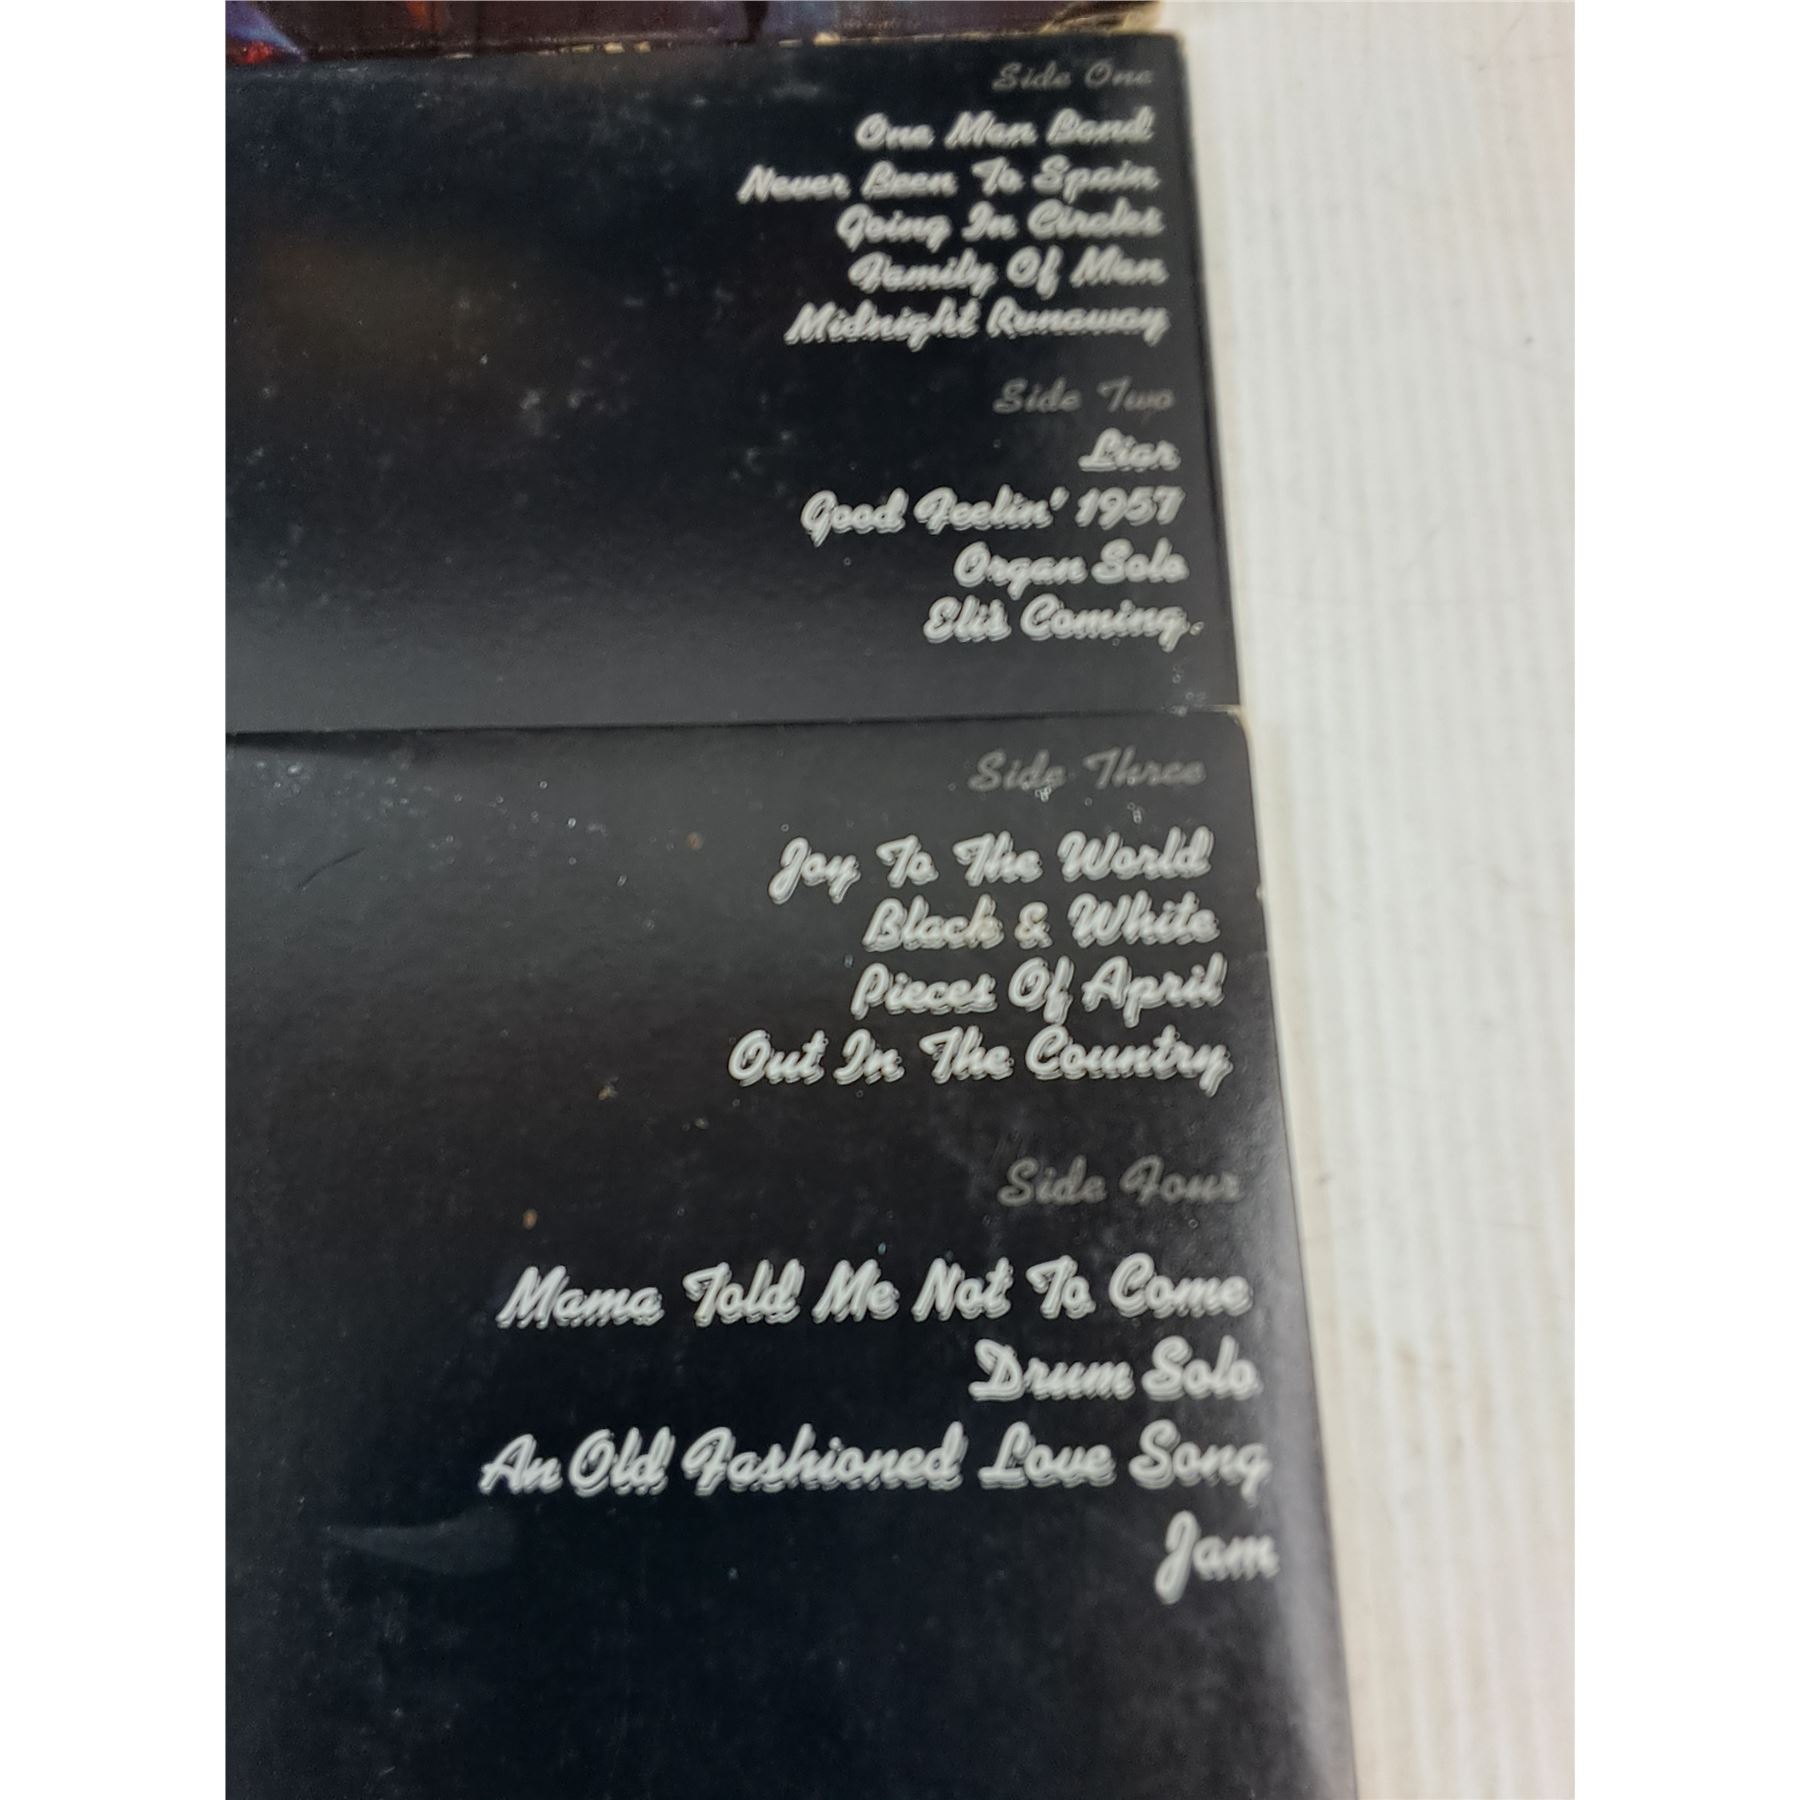 Side One
One Man Band
Never Been To Spain
Going In Circles
Family Of Man
Midnight Runaway
Side Two
Liar
Good Feelin' 1957
Organ Solo
Eli's Coming.
Side Three
Joy To The World
Black & White
Pieces Of April
Out In The Country
Side Four
Mama Told Me Not To Come
Drum Solo
An Old Fashioned Love Song
Jam